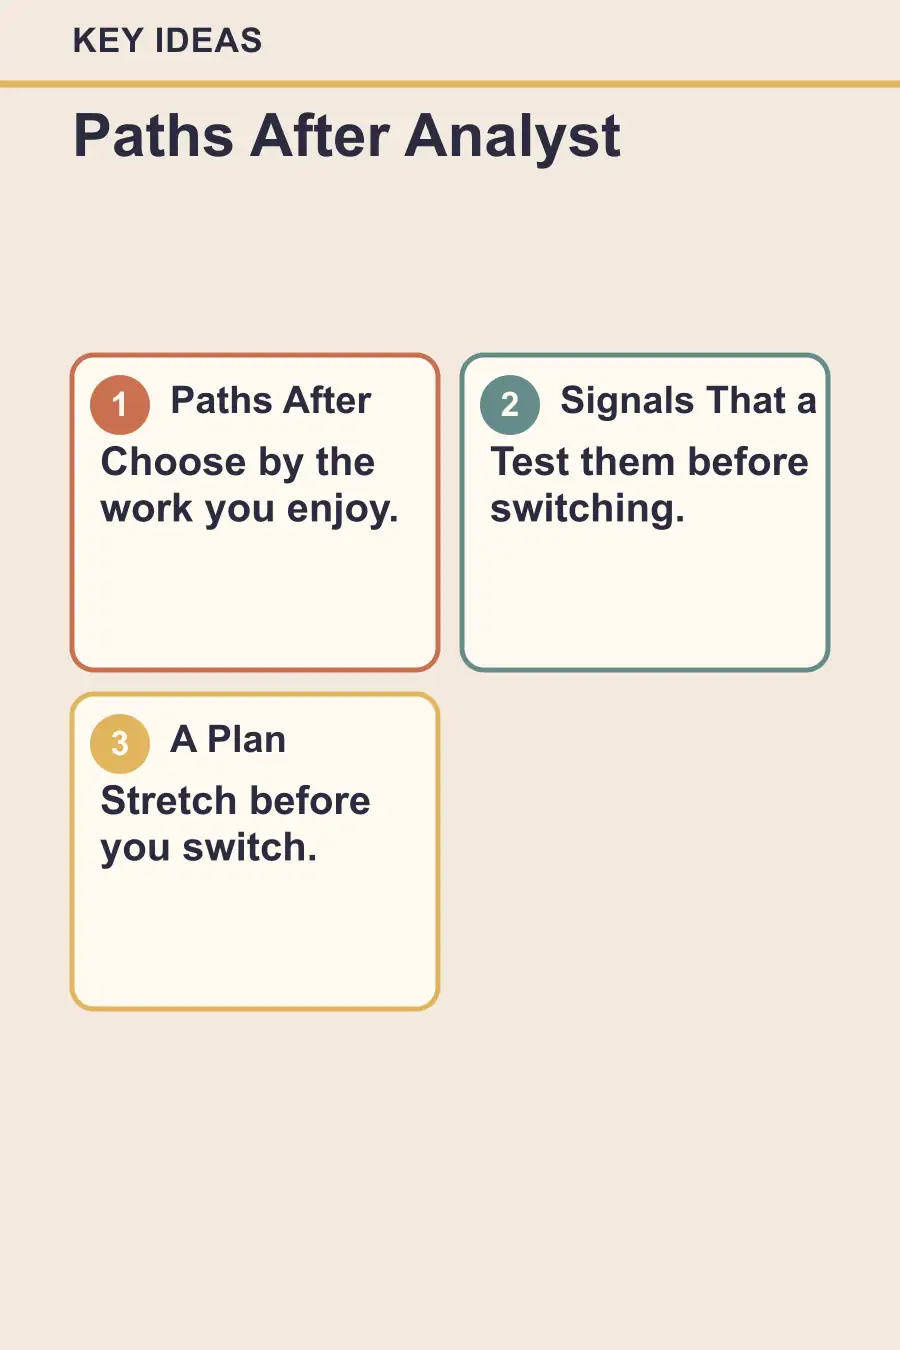 KEY IDEAS
Paths After Analyst
1 Paths After
Choose by the
work you enjoy.
2 Signals That a
Test them before
switching.
3 A Plan
Stretch before
you switch.